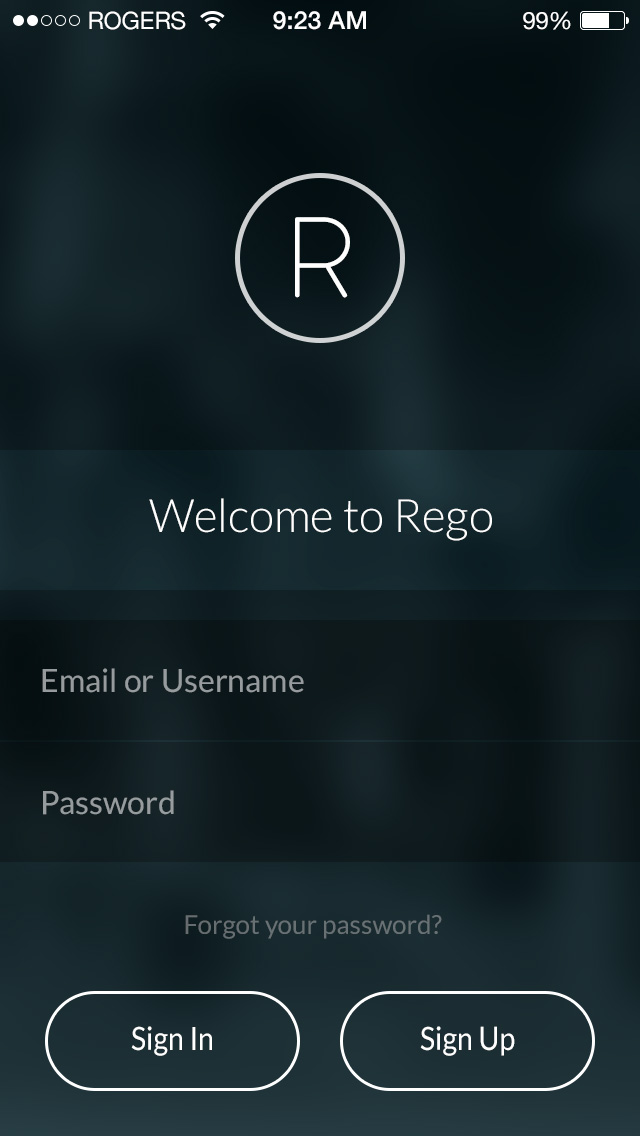 ROGERS 9:23 AM 99%
R
Welcome to Rego
Email or Username
Password
Forgot your password?
Sign In Sign Up